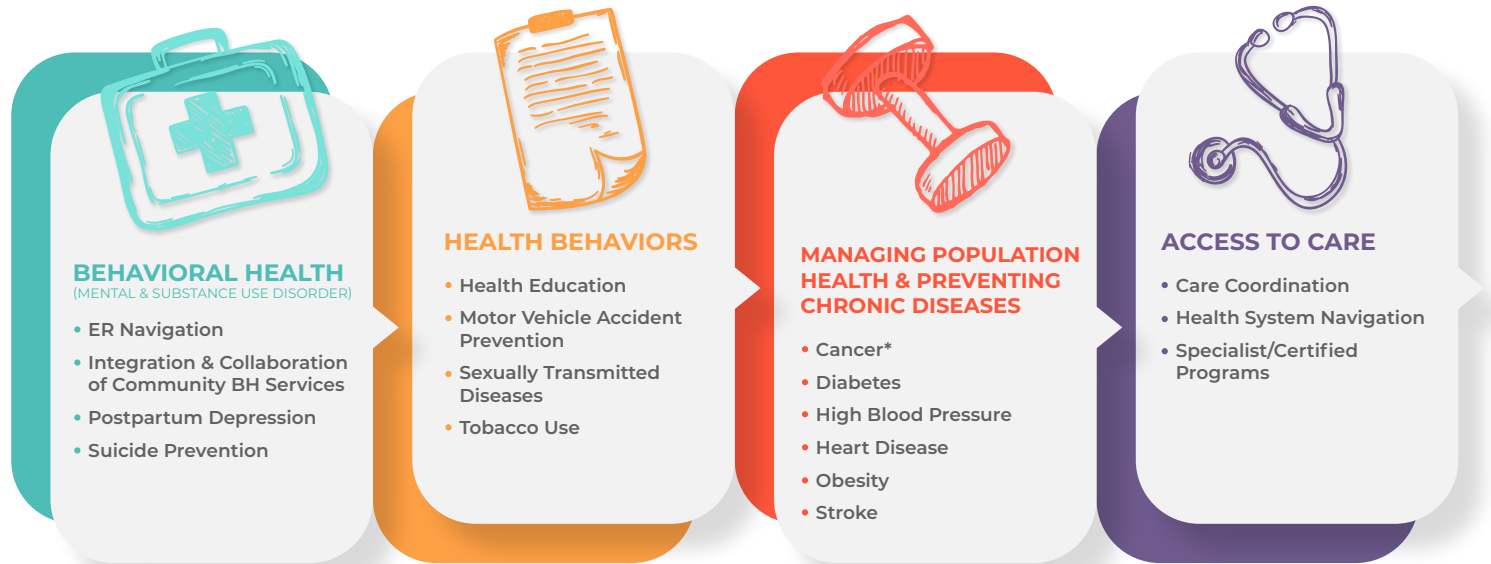 BEHAVIORAL HEALTH
(MENTAL & SUBSTANCE USE DISORDER)
• ER Navigation
• Integration & Collaboration
of Community BH Services
• Postpartum Depression
• Suicide Prevention
HEALTH BEHAVIORS
• Health Education
• Motor Vehicle Accident
Prevention
• Sexually Transmitted
Diseases
• Tobacco Use
MANAGING POPULATION
HEALTH & PREVENTING
CHRONIC DISEASES
• Cancer*
• Diabetes
• High Blood Pressure
• Heart Disease
• Obesity
• Stroke
ACCESS TO CARE
• Care Coordination
• Health System Navigation
• Specialist/Certified
Programs